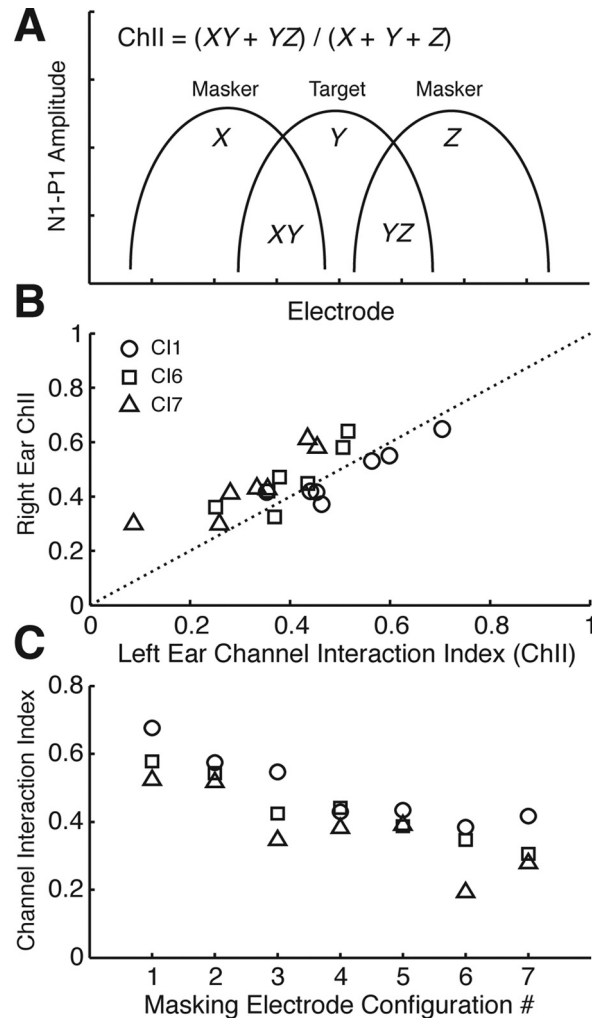 A
ChII = (XY + YZ) / (X + Y + Z)
Masker Target Masker
X Y Z
XY YZ
N1-P1 Amplitude
Electrode
B
1
0.8
0.6
0.4
0.2
0
CI1
CI6
CI7
Right Ear ChII
0 0.2 0.4 0.6 0.8 1
Left Ear Channel Interaction Index (ChII)
C
0.8
0.6
0.4
0.2
0
Channel Interaction Index
1 2 3 4 5 6 7
Masking Electrode Configuration #